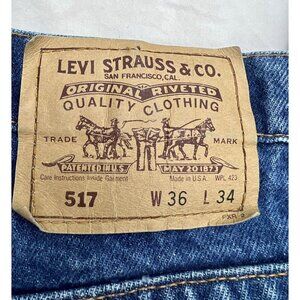 LEVI STRAUSS & CO.
SAN FRANCISCO, CAL.
ORIGINAL RIVETED
QUALITY CLOTHING
TRADE MARK
PATENTED IN U.S. MAY 20 1873
Care Instructions Inside Garment Made in U.S.A. WPL 423
517 W 36 L 34